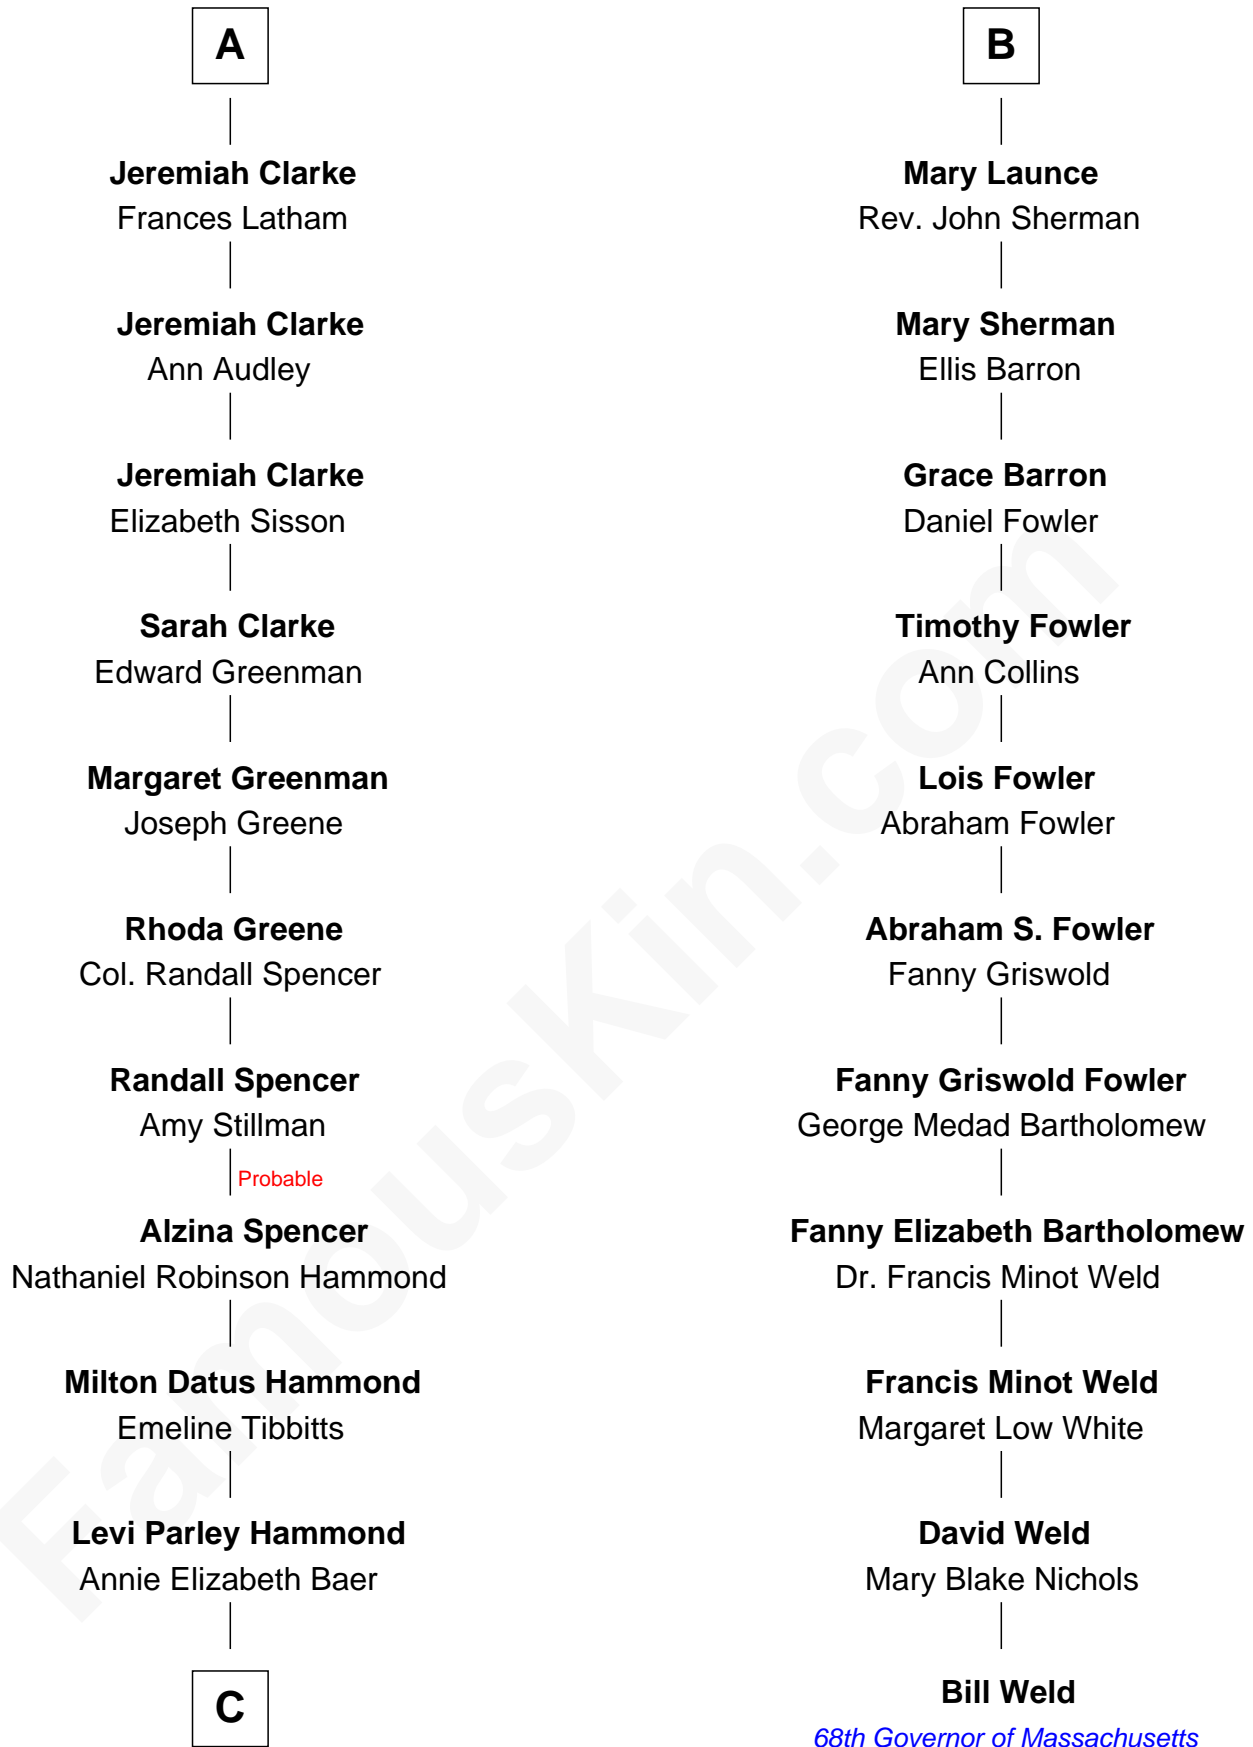 A
Jeremiah Clarke
Frances Latham
Jeremiah Clarke
Ann Audley
Jeremiah Clarke
Elizabeth Sisson
Sarah Clarke
Edward Greenman
Margaret Greenman
Joseph Greene
Rhoda Greene
Col. Randall Spencer
Randall Spencer
Amy Stillman
Probable
Alzina Spencer
Nathaniel Robinson Hammond
Milton Datus Hammond
Emeline Tibbitts
Levi Parley Hammond
Annie Elizabeth Baer
C
B
Mary Launce
Rev. John Sherman
Mary Sherman
Ellis Barron
Grace Barron
Daniel Fowler
Timothy Fowler
Ann Collins
Lois Fowler
Abraham Fowler
Abraham S. Fowler
Fanny Griswold
Fanny Griswold Fowler
George Medad Bartholomew
Fanny Elizabeth Bartholomew
Dr. Francis Minot Weld
Francis Minot Weld
Margaret Low White
David Weld
Mary Blake Nichols
Bill Weld
68th Governor of Massachusetts
FamousKin.com